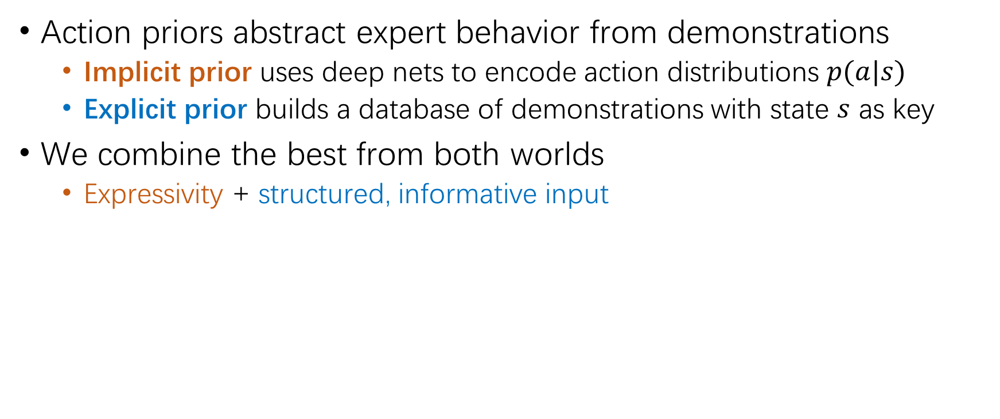 • Action priors abstract expert behavior from demonstrations
• Implicit prior uses deep nets to encode action distributions p(a|s)
• Explicit prior builds a database of demonstrations with state s as key
• We combine the best from both worlds
• Expressivity + structured, informative input